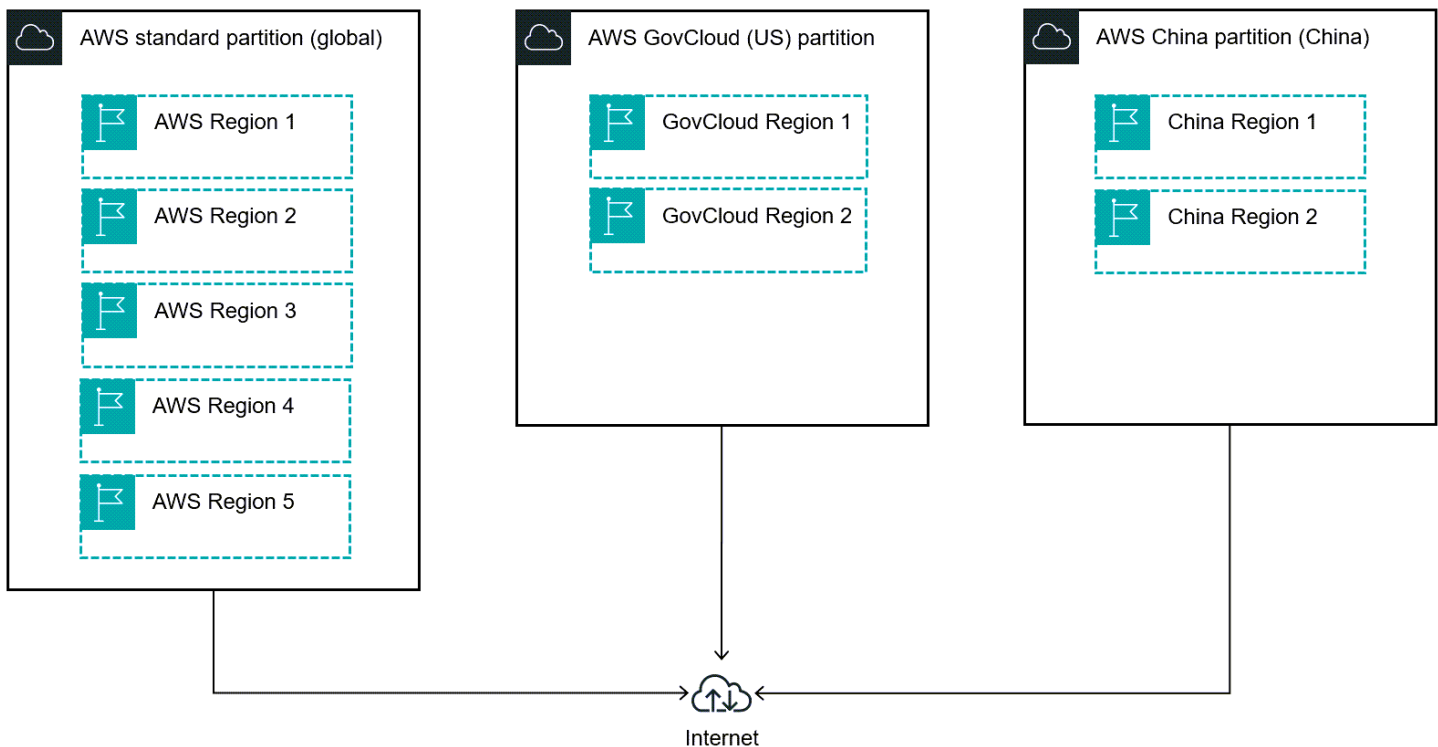 AWS standard partition (global)
AWS Region 1
AWS Region 2
AWS Region 3
AWS Region 4
AWS Region 5
AWS GovCloud (US) partition
GovCloud Region 1
GovCloud Region 2
AWS China partition (China)
China Region 1
China Region 2
Internet